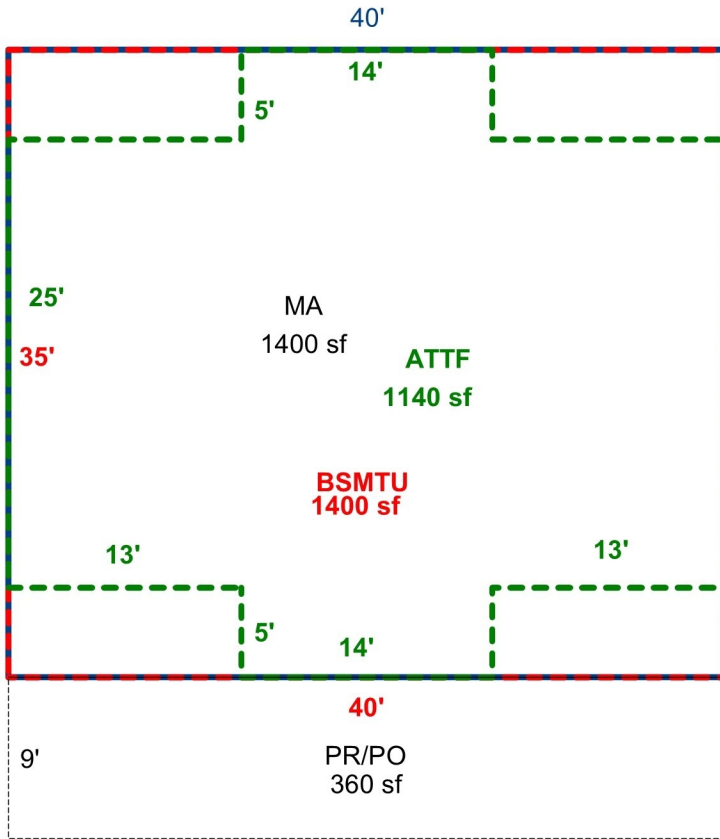 40'
14'
5'
25'
MA
1400 sf
35'
ATTF
1140 sf
BSMTU
1400 sf
13'
13'
5'
14'
40'
9'
PR/PO
360 sf